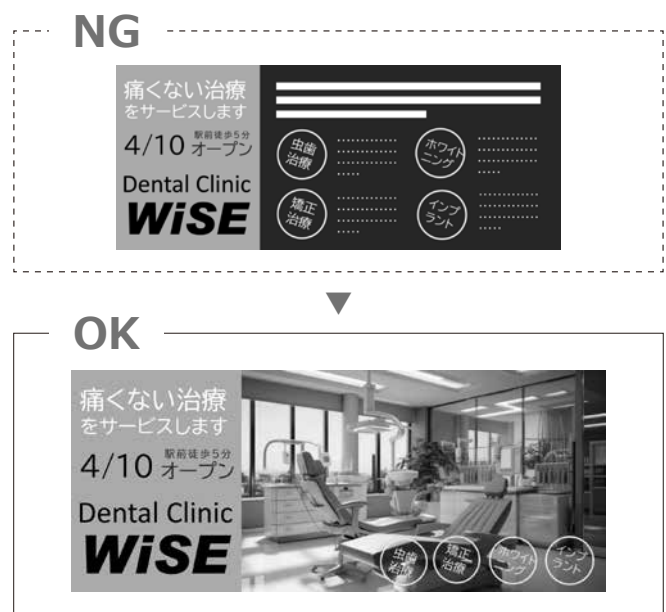 NG
痛くない治療
をサービスします
駅前徒歩5分
4/10 オープン
Dental Clinic
WiSE
虫歯
治療
ホワイト
ニング
矯正
治療
インプ
ラント
▼
OK
痛くない治療
をサービスします
駅前徒歩5分
4/10 オープン
Dental Clinic
WiSE
虫歯
治療
矯正
治療
ホワイト
ニング
インプ
ラント